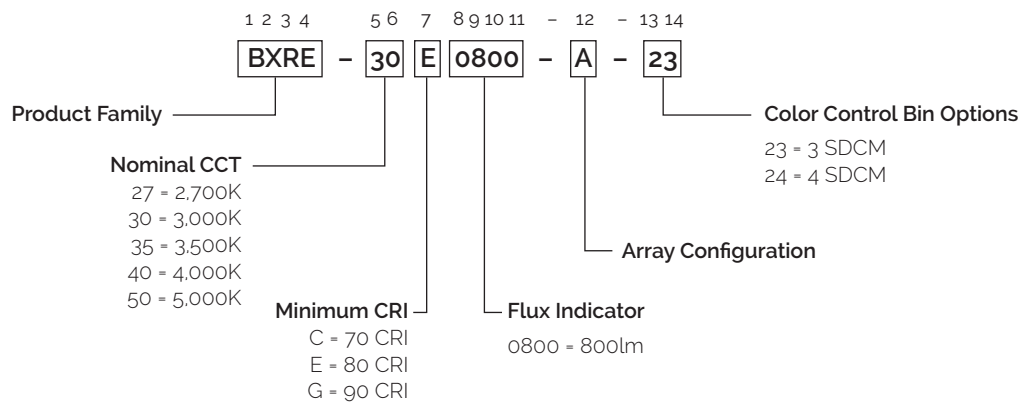 1 2 3 4 5 6 7 8 9 10 11 – 12 – 13 14
BXRE – 30 E 0800 – A – 23
Product Family
Color Control Bin Options
23 = 3 SDCM
24 = 4 SDCM
Nominal CCT
27 = 2,700K
30 = 3,000K
35 = 3,500K
40 = 4,000K
50 = 5,000K
Array Configuration
Minimum CRI
C = 70 CRI
E = 80 CRI
G = 90 CRI
Flux Indicator
0800 = 800lm